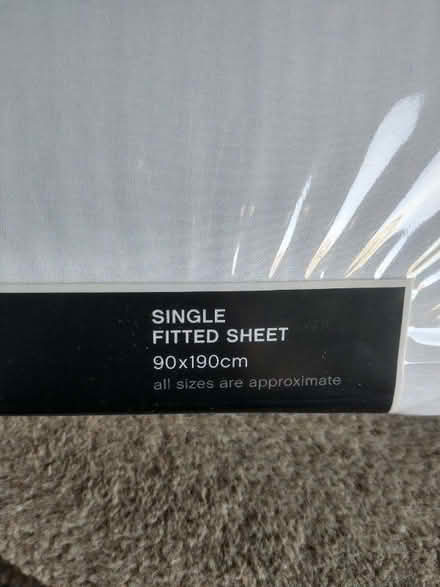 SINGLE
FITTED SHEET
90x190cm
all sizes are approximate